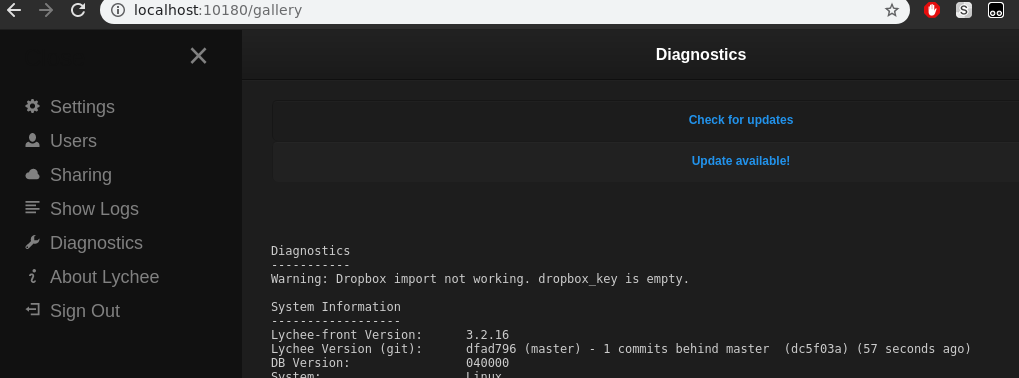 localhost:10180/gallery
S
Settings
Users
Sharing
Show Logs
Diagnostics
About Lychee
Sign Out
Diagnostics
Check for updates
Update available!
Diagnostics
-----------
Warning: Dropbox import not working. dropbox_key is empty.
System Information
------------------
Lychee-front Version: 3.2.16
Lychee Version (git): dfad796 (master) - 1 commits behind master (dc5f03a) (57 seconds ago)
DB Version: 040000
System: Linux